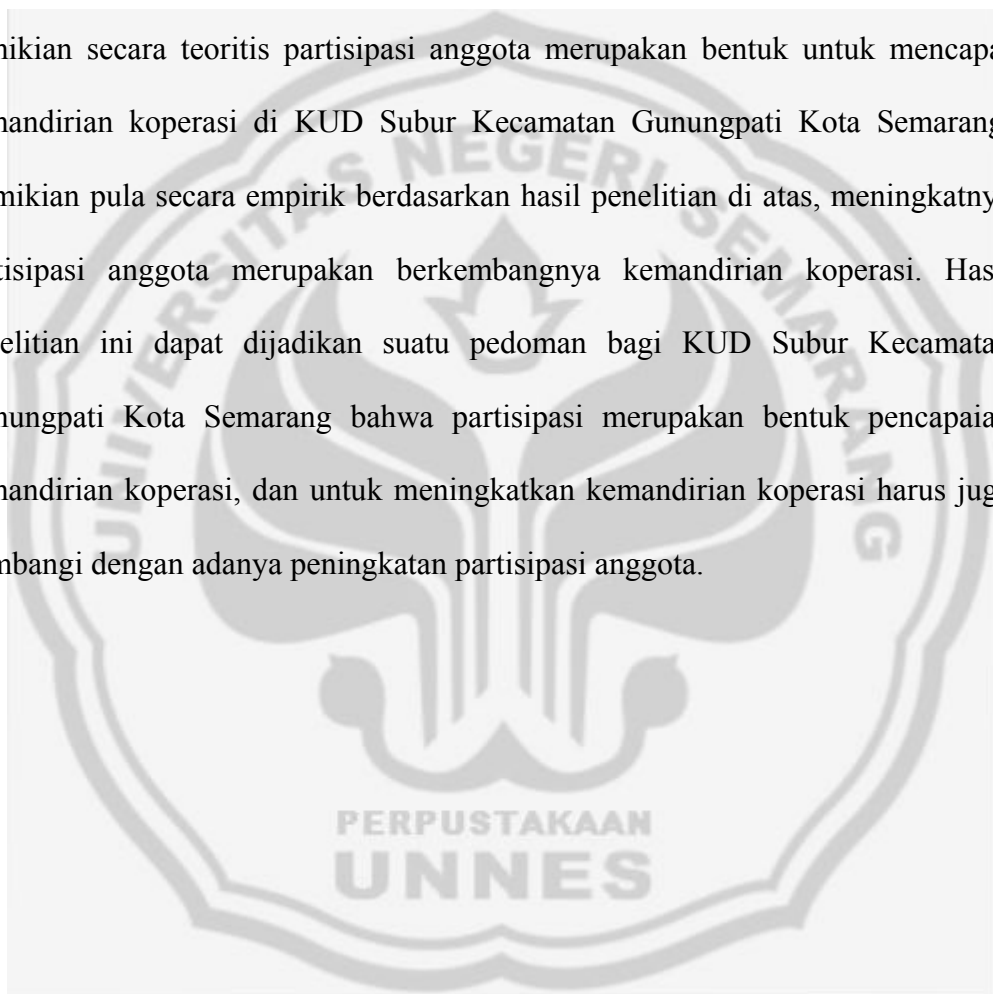 mikian secara teoritis partisipasi anggota merupakan bentuk untuk mencapa
mandirian koperasi di KUD Subur Kecamatan Gunungpati Kota Semarang
mikian pula secara empirik berdasarkan hasil penelitian di atas, meningkatny
tisipasi anggota merupakan berkembangnya kemandirian koperasi. Has
elitian ini dapat dijadikan suatu pedoman bagi KUD Subur Kecamata
nungpati Kota Semarang bahwa partisipasi merupakan bentuk pencapaia
mandirian koperasi, dan untuk meningkatkan kemandirian koperasi harus jug
mbangi dengan adanya peningkatan partisipasi anggota.
UNIVERSITAS NEGERI SEMARANG
PERPUSTAKAAN
UNNES